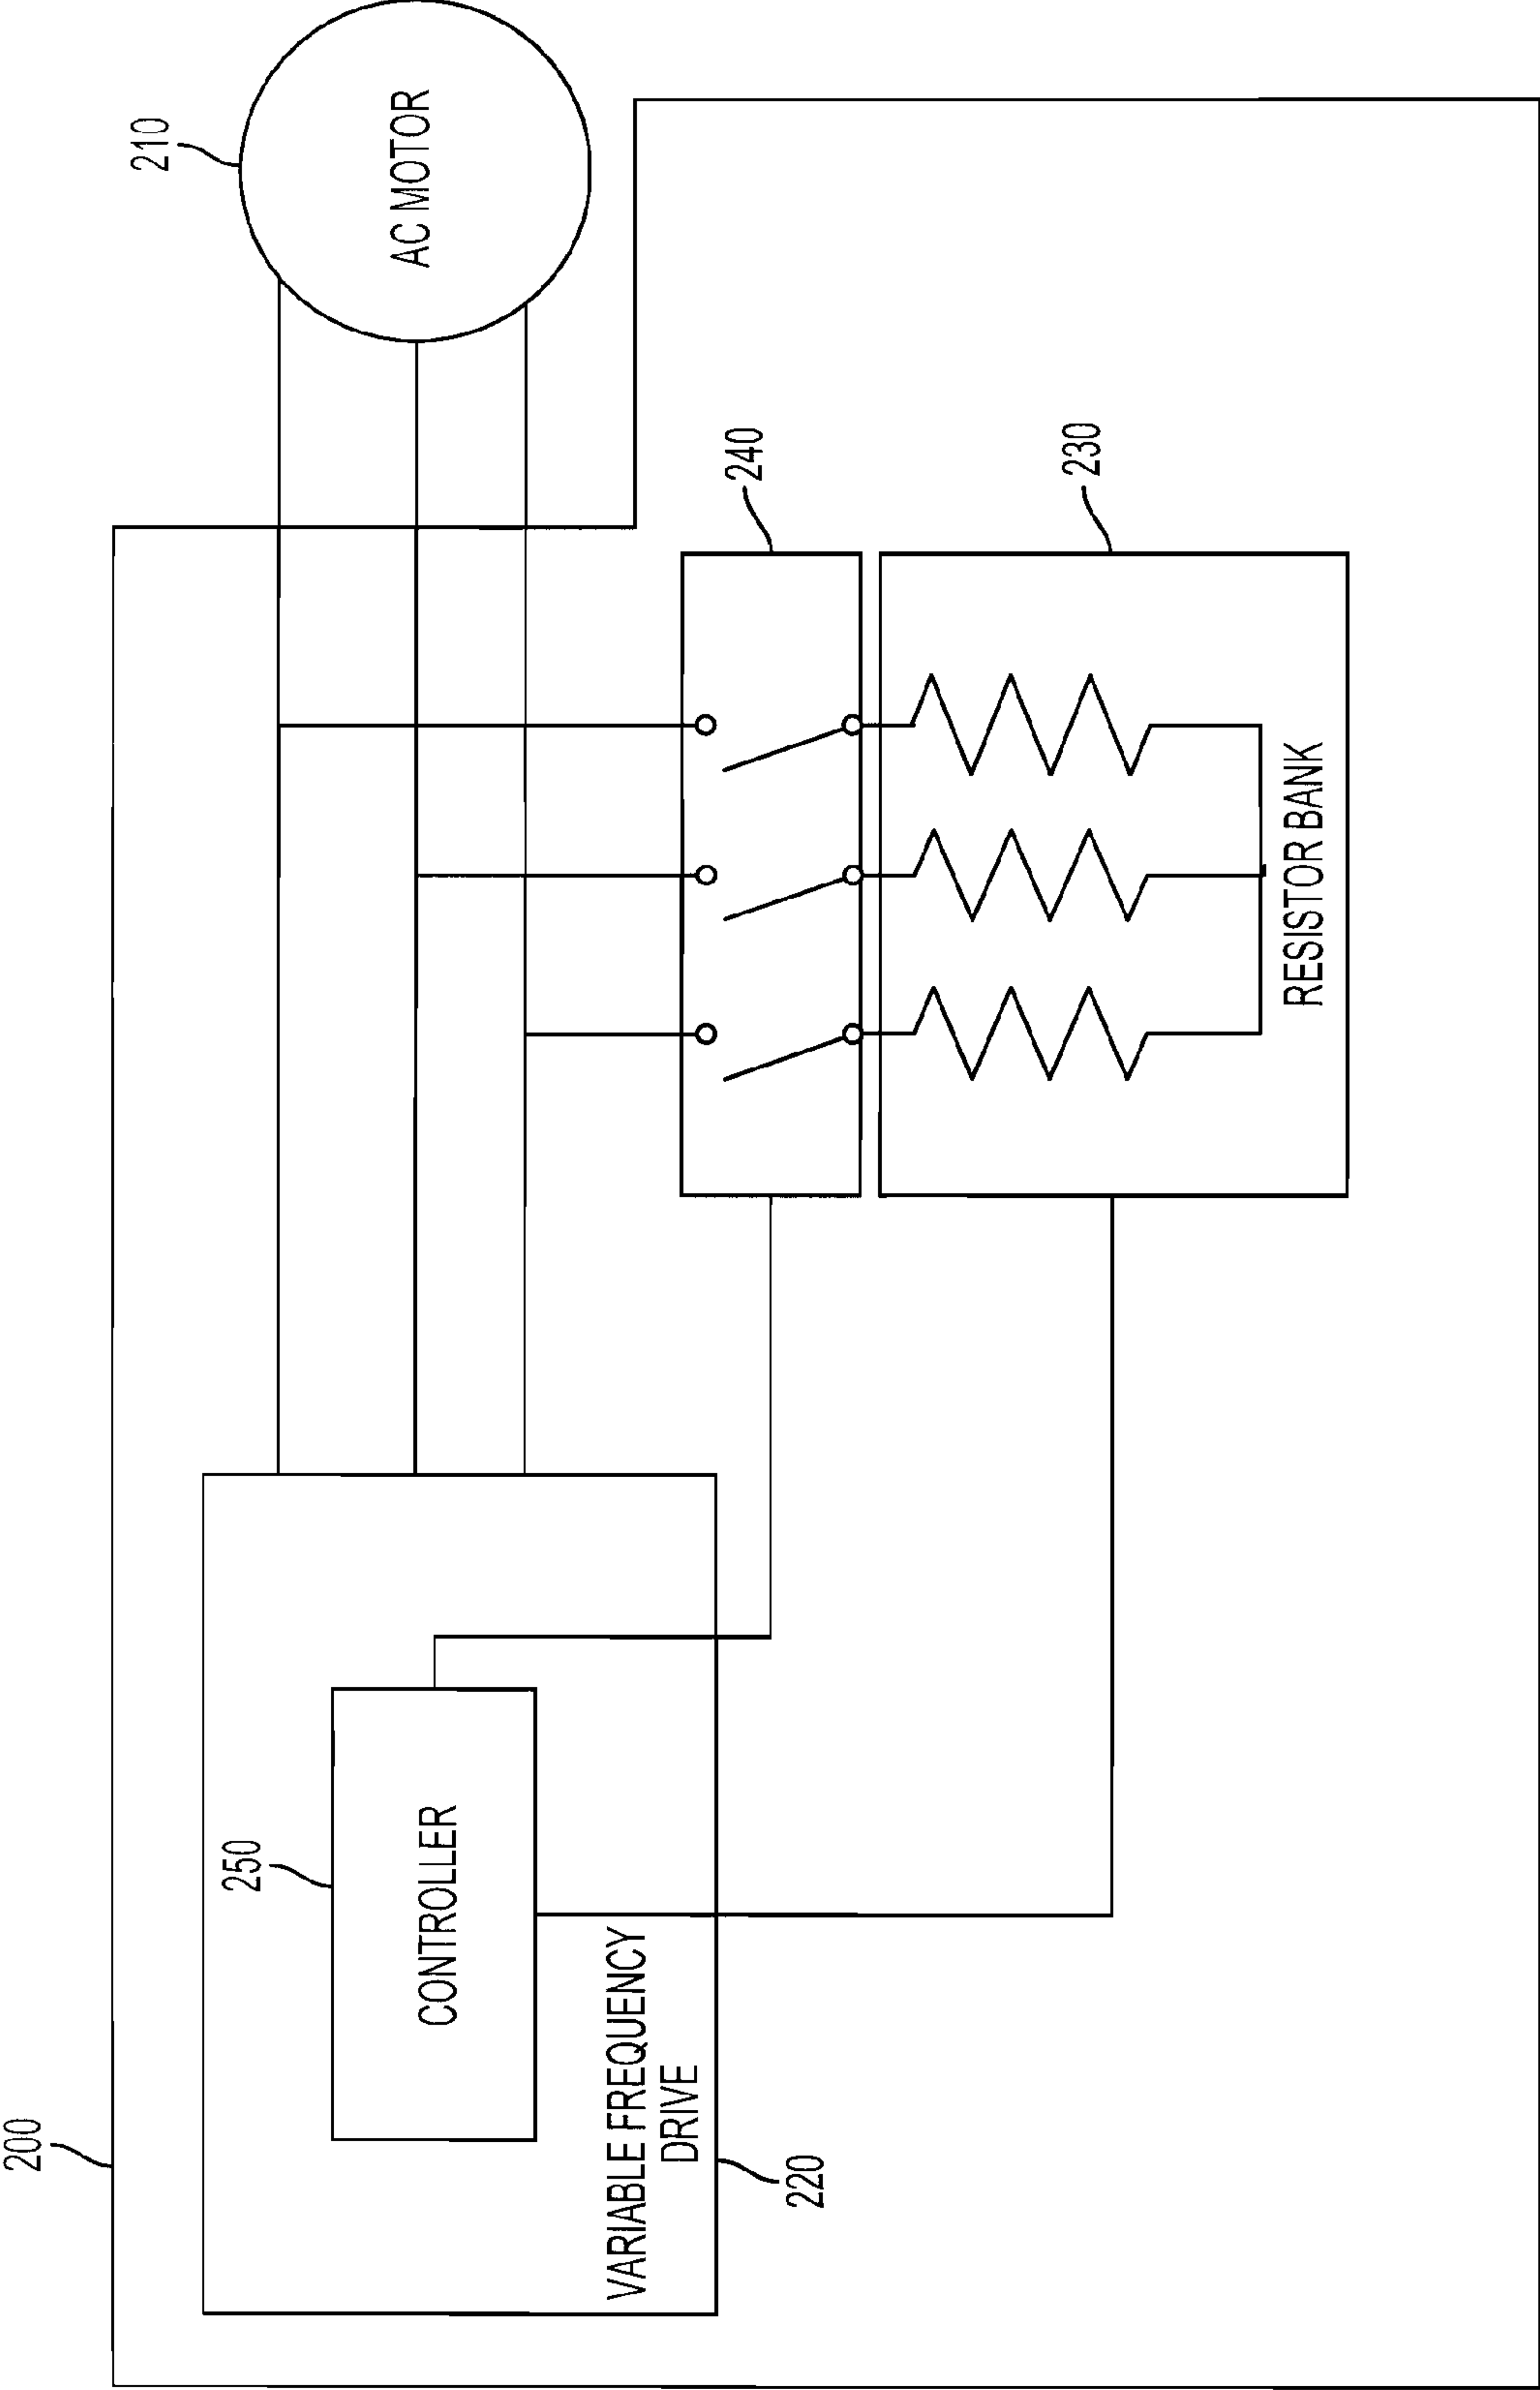 200
250
CONTROLLER
VARIABLE FREQUENCY
DRIVE
220
210
AC MOTOR
240
230
RESISTOR BANK